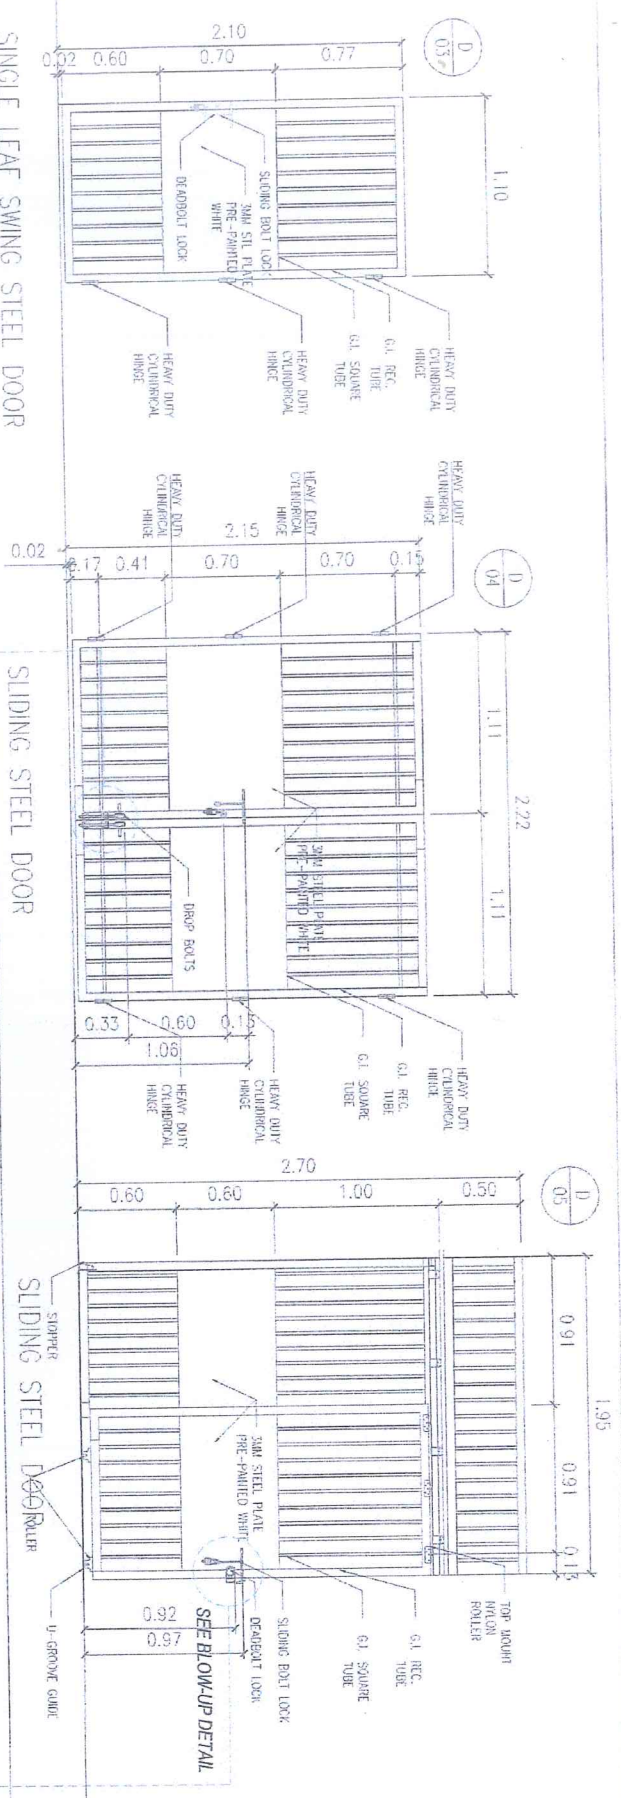 D
03
1.10
2.10
0.77
0.70
0.60
0.02
SLIDING BOLT LOCK
3MM STL PLATE
PRE-PAINTED
WHITE
DEADBOLT LOCK
HEAVY DUTY
CYLINDRICAL
HINGE
G.I. REC.
TUBE
G.I. SQUARE
TUBE
HEAVY DUTY
CYLINDRICAL
HINGE
HEAVY DUTY
CYLINDRICAL
HINGE
SINGLE LEAF SWING STEEL DOOR
D
04
2.22
1.11
1.11
2.15
0.15
0.70
0.70
0.41
0.17
0.02
HEAVY DUTY
CYLINDRICAL
HINGE
HEAVY DUTY
CYLINDRICAL
HINGE
HEAVY DUTY
CYLINDRICAL
HINGE
3MM STEEL PLATE
PRE-PAINTED WHITE
DROP BOLTS
0.15
0.60
0.33
1.06
HEAVY DUTY
CYLINDRICAL
HINGE
G.I. REC.
TUBE
G.I. SQUARE
TUBE
HEAVY DUTY
CYLINDRICAL
HINGE
HEAVY DUTY
CYLINDRICAL
HINGE
SLIDING STEEL DOOR
D
05
1.95
0.91
0.91
0.13
2.70
0.50
1.00
0.60
0.60
3MM STEEL PLATE
PRE-PAINTED WHITE
TOP MOUNT
NYLON
ROLLER
G.I. REC.
TUBE
G.I. SQUARE
TUBE
SLIDING BOLT LOCK
DEADBOLT LOCK
SEE BLOW-UP DETAIL
0.92
0.97
STOPPER
ROLLER
U-GROOVE GUIDE
SLIDING STEEL DOOR